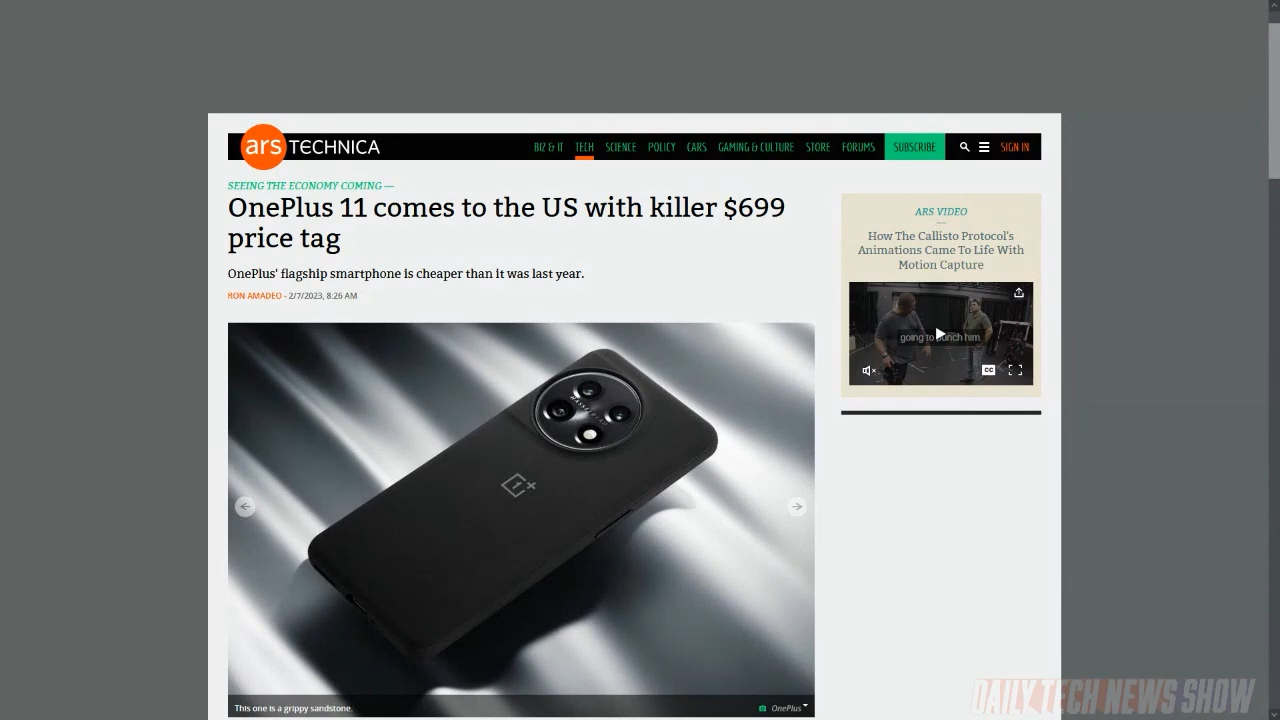 ars TECHNICA
BIZ & IT TECH SCIENCE POLICY CARS GAMING & CULTURE STORE FORUMS SUBSCRIBE SIGN IN
SEEING THE ECONOMY COMING —
OnePlus 11 comes to the US with killer $699
price tag
OnePlus' flagship smartphone is cheaper than it was last year.
RON AMADEO - 2/7/2023, 8:26 AM
ARS VIDEO
How The Callisto Protocol's
Animations Came To Life With
Motion Capture
going to punch him.
CC
HASSELBLAD
1+
This one is a grippy sandstone
OnePlus
DAILY TECH NEWS SHOW